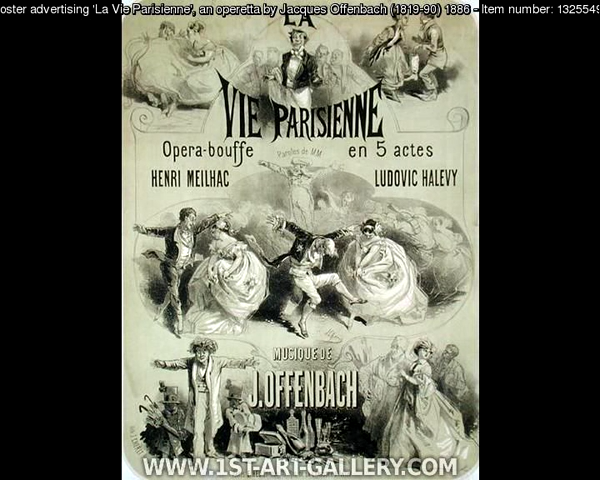 oster advertising 'La Vie Parisienne', an operetta by Jacques Offenbach (1819-90) 1886 - Item number: 1325549
LA
VIE PARISIENNE
Opera-bouffe Paroles de MM en 5 actes
HENRI MEILHAC LUDOVIC HALEVY
MUSIQUE DE
J. OFFENBACH
WWW.1ST-ART-GALLERY.COM